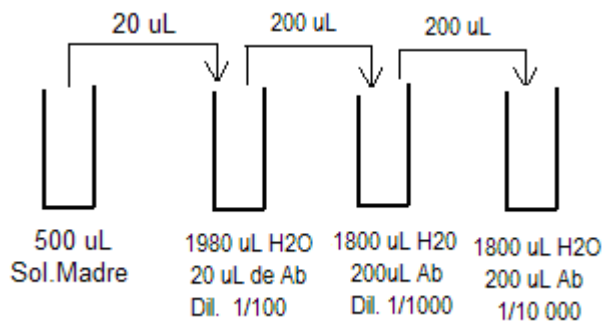 20 uL
200 uL
200 uL
500 uL
Sol.Madre
1980 uL H2O
20 uL de Ab
Dil. 1/100
1800 uL H20
200uL Ab
Dil. 1/1000
1800 uL H2O
200 uL Ab
1/10 000